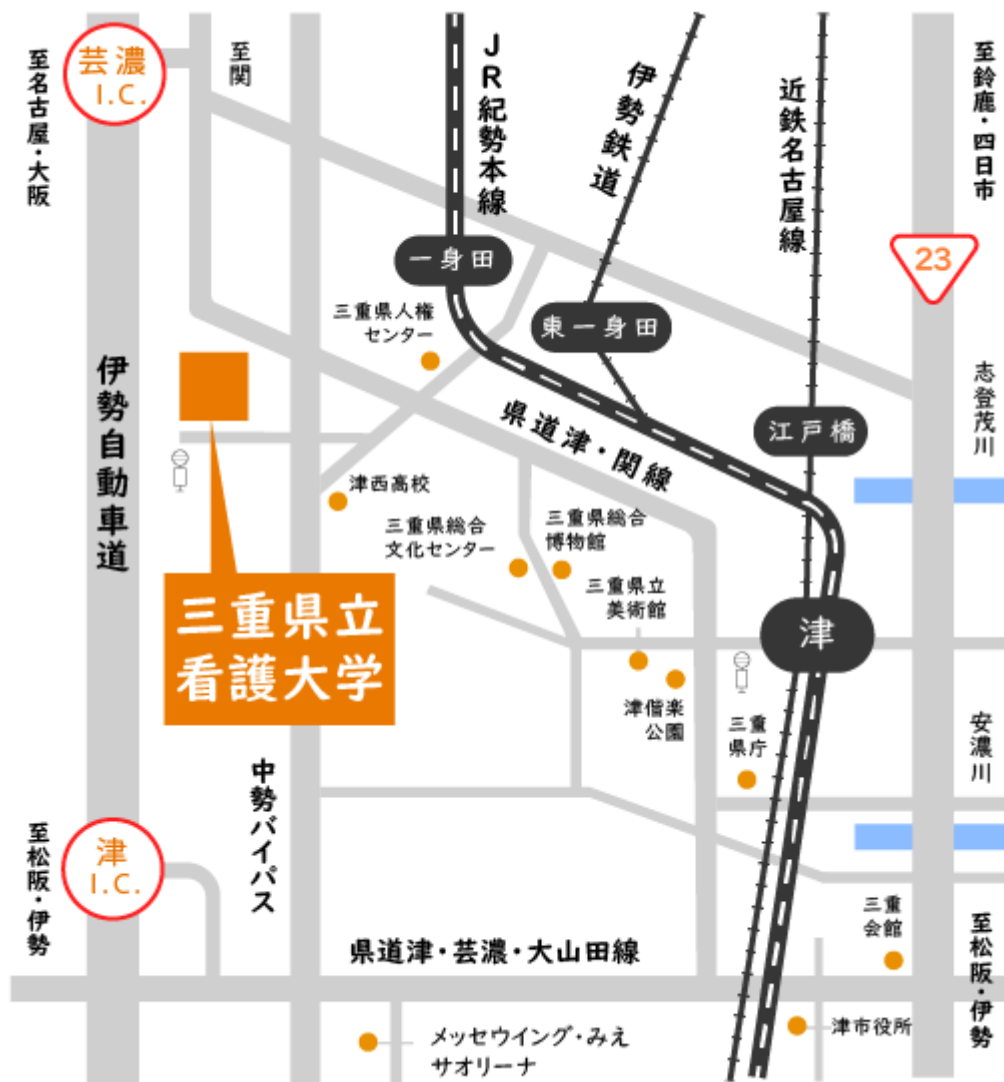 芸濃
I.C.
至名古屋・大阪
至関
JR紀勢本線
伊勢鉄道
近鉄名古屋線
至鈴鹿・四日市
23
一身田
東一身田
三重県人権
センター
伊勢自動車道
志登茂川
県道津・関線
江戸橋
津西高校
三重県総合
文化センター
三重県総合
博物館
三重県立
美術館
三重県立
看護大学
津
津偕楽
公園
三重
県庁
安濃川
中勢バイパス
津
I.C.
至松阪・伊勢
三重
会館
至松阪・伊勢
県道津・芸濃・大山田線
津市役所
メッセウイング・みえ
サオリーナ